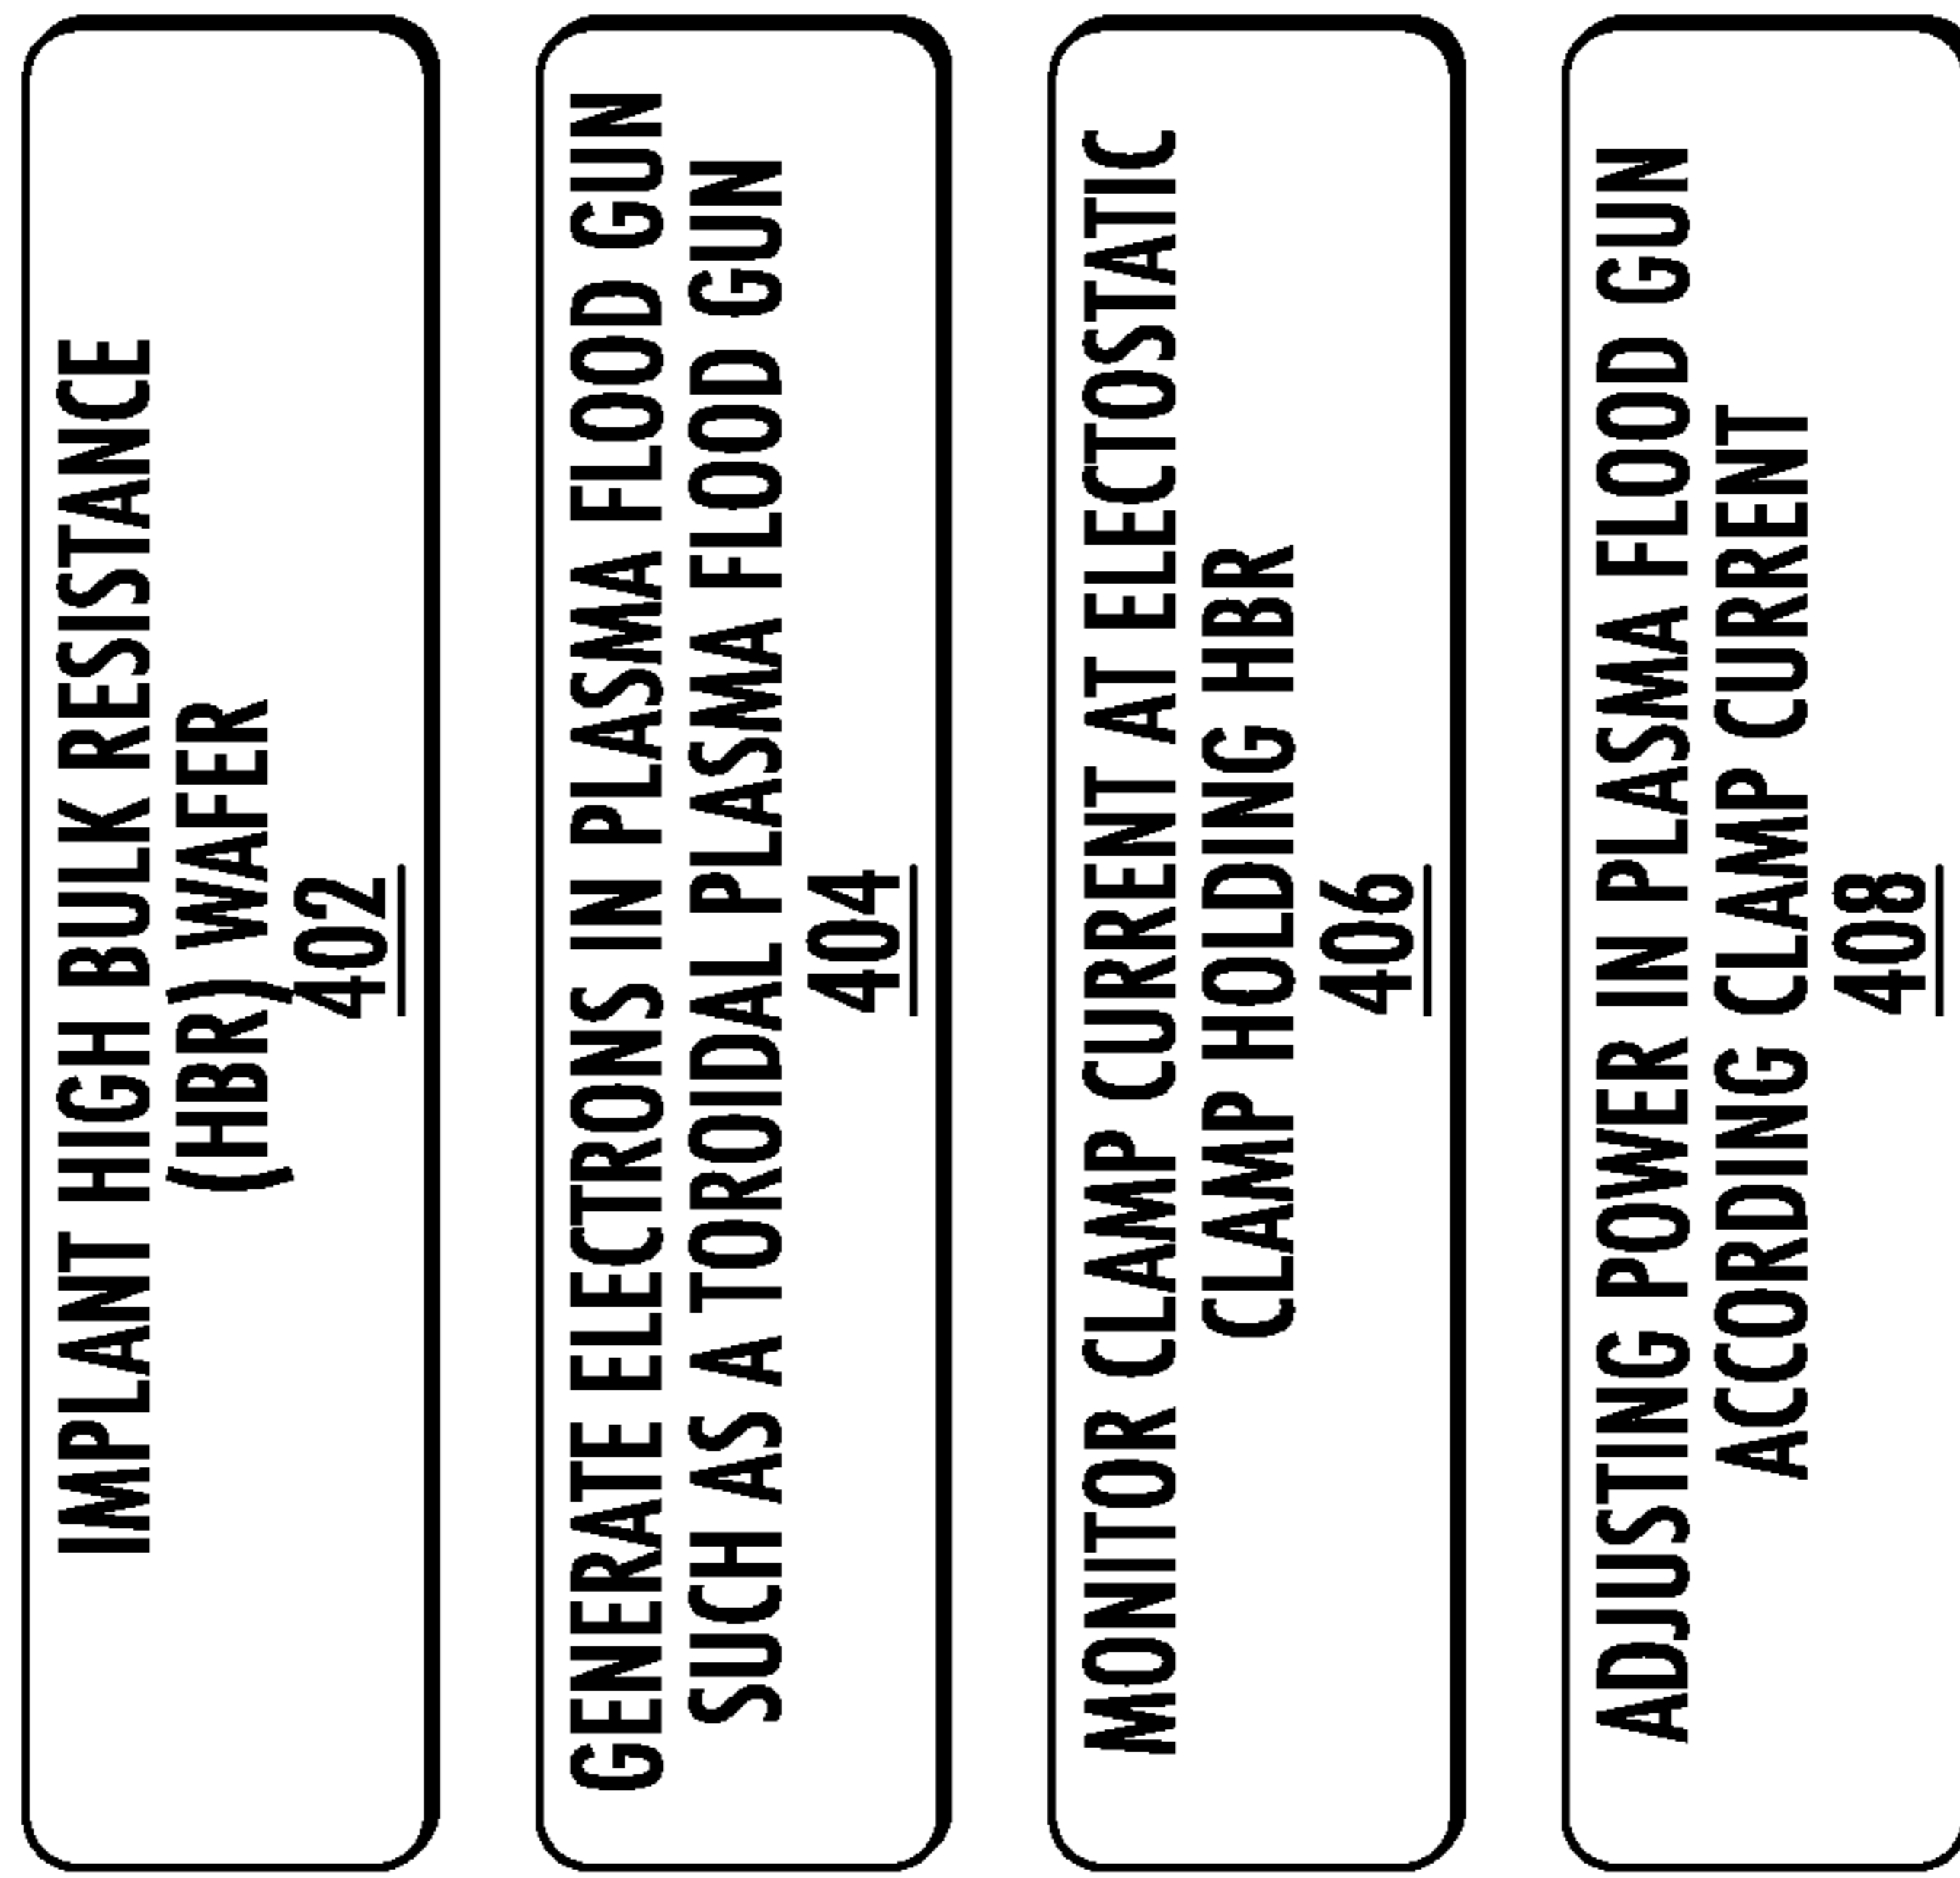 IMPLANT HIGH BULK RESISTANCE
(HBR) WAFER
402
GENERATE ELECTRONS IN PLASMA FLOOD GUN
SUCH AS A TOROIDAL PLASMA FLOOD GUN
404
MONITOR CLAMP CURRENT AT ELECTOSTATIC
CLAMP HOLDING HBR
406
ADJUSTING POWER IN PLASMA FLOOD GUN
ACCORDING CLAMP CURRENT
408